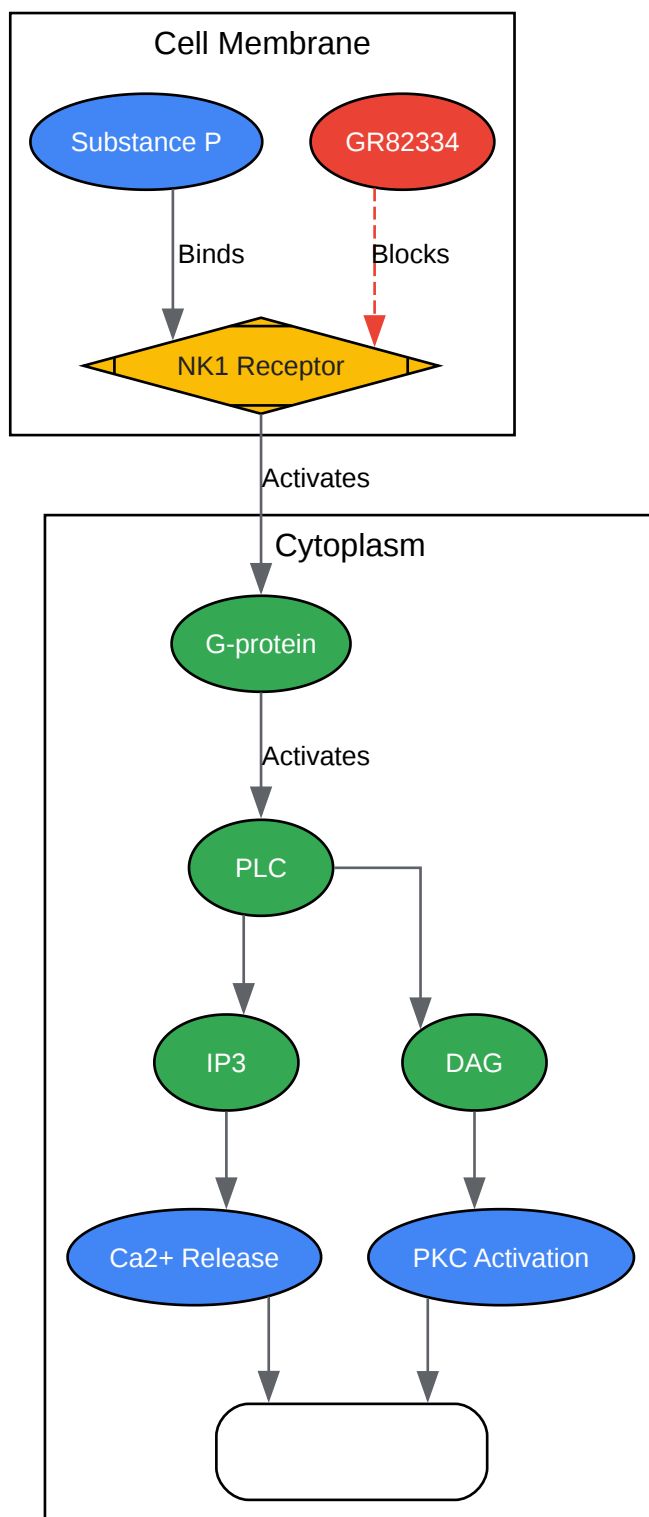 Cell Membrane
Substance P
GR82334
Binds
Blocks
NK1 Receptor
Activates
Cytoplasm
G-protein
Activates
PLC
IP3
DAG
Ca2+ Release
PKC Activation